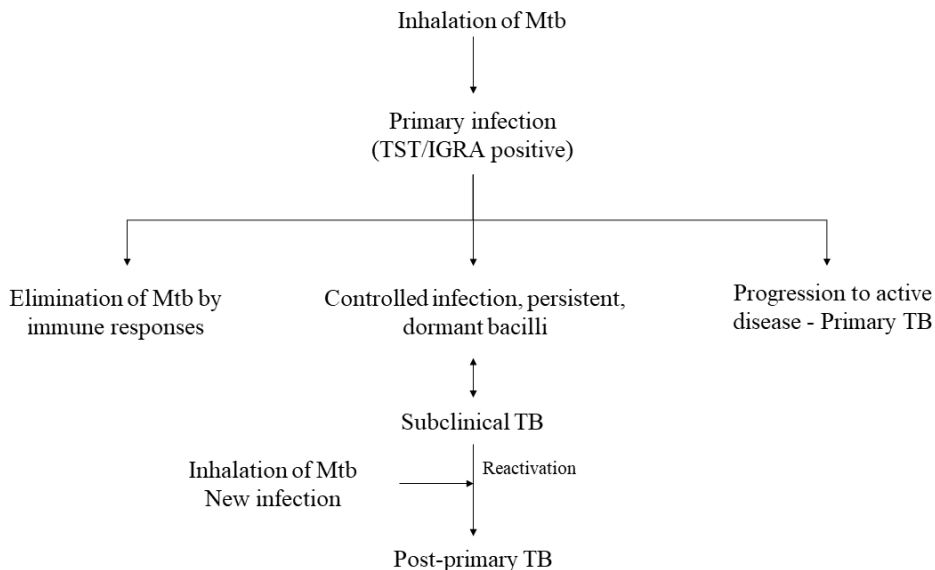 Inhalation of Mtb
Primary infection
(TST/IGRA positive)
Elimination of Mtb by
immune responses
Controlled infection, persistent,
dormant bacilli
Progression to active
disease - Primary TB
Subclinical TB
Inhalation of Mtb
New infection
Reactivation
Post-primary TB